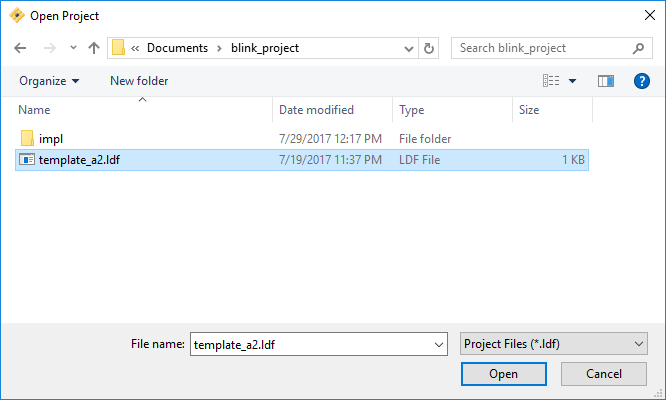 Open Project
« Documents › blink_project
Search blink_project
Organize
New folder
?
Name Date modified Type Size
impl 7/29/2017 12:17 PM File folder
template_a2.ldf 7/19/2017 11:37 PM LDF File 1 KB
File name: template_a2.ldf Project Files (*.ldf)
Open Cancel